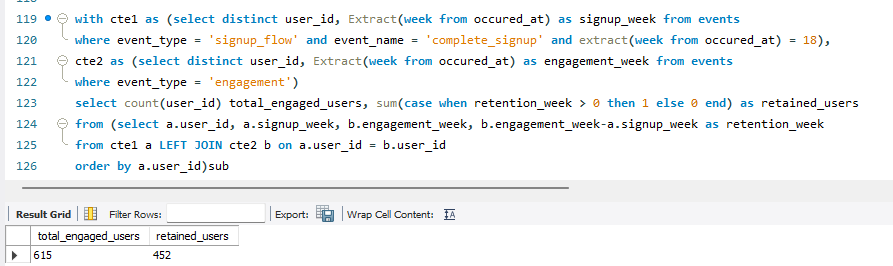 119 with cte1 as (select distinct user_id, Extract(week from occured_at) as signup_week from events
120 where event_type = 'signup_flow' and event_name = 'complete_signup' and extract(week from occured_at) = 18),
121 cte2 as (select distinct user_id, Extract(week from occured_at) as engagement_week from events
122 where event_type = 'engagement')
123 select count(user_id) total_engaged_users, sum(case when retention_week > 0 then 1 else 0 end) as retained_users
124 from (select a.user_id, a.signup_week, b.engagement_week, b.engagement_week-a.signup_week as retention_week
125 from cte1 a LEFT JOIN cte2 b on a.user_id = b.user_id
126 order by a.user_id)sub
Result Grid Filter Rows: Export: Wrap Cell Content:
total_engaged_users retained_users
615 452